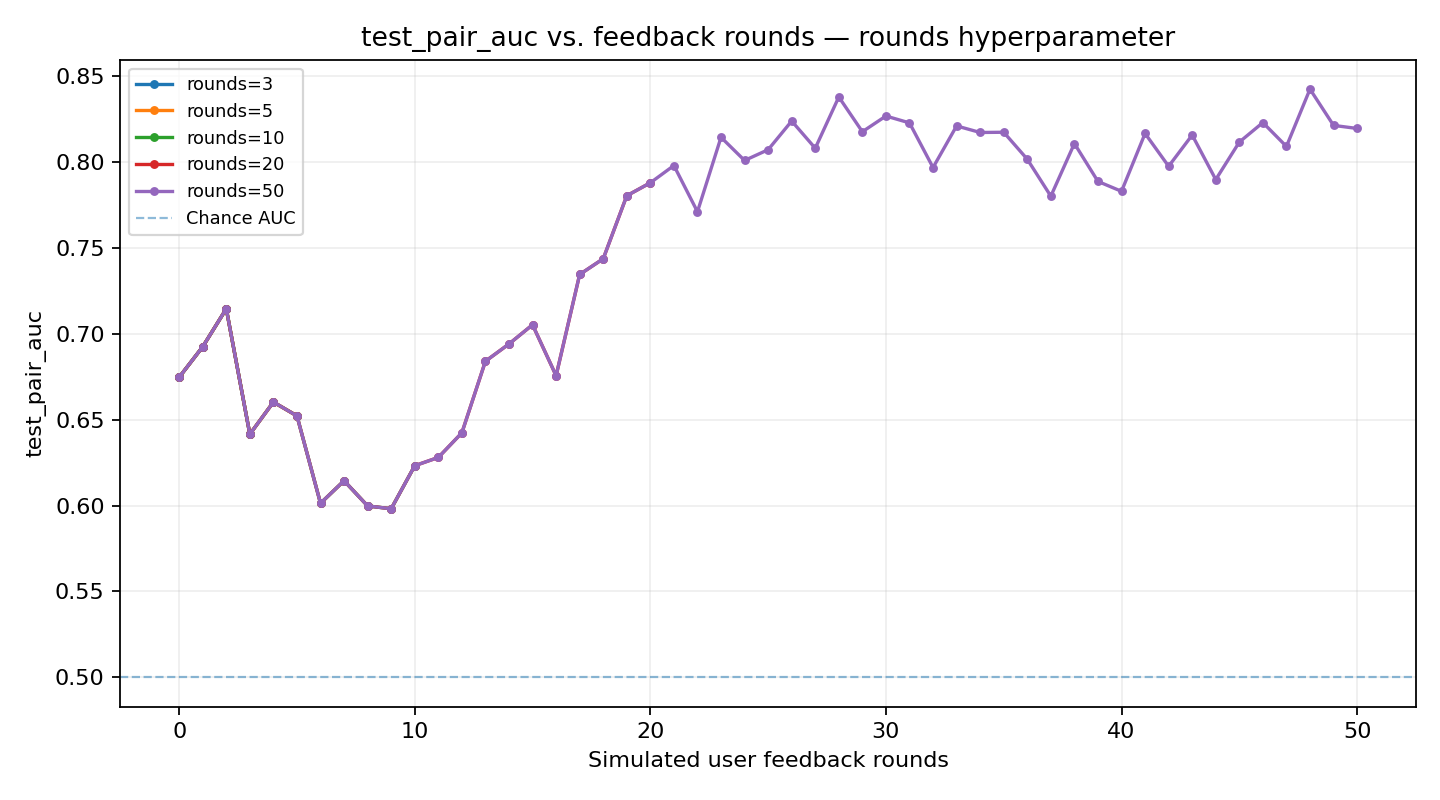 test_pair_auc vs. feedback rounds — rounds hyperparameter
rounds=3
rounds=5
rounds=10
rounds=20
rounds=50
Chance AUC
test_pair_auc
0.85
0.80
0.75
0.70
0.65
0.60
0.55
0.50
0 10 20 30 40 50
Simulated user feedback rounds